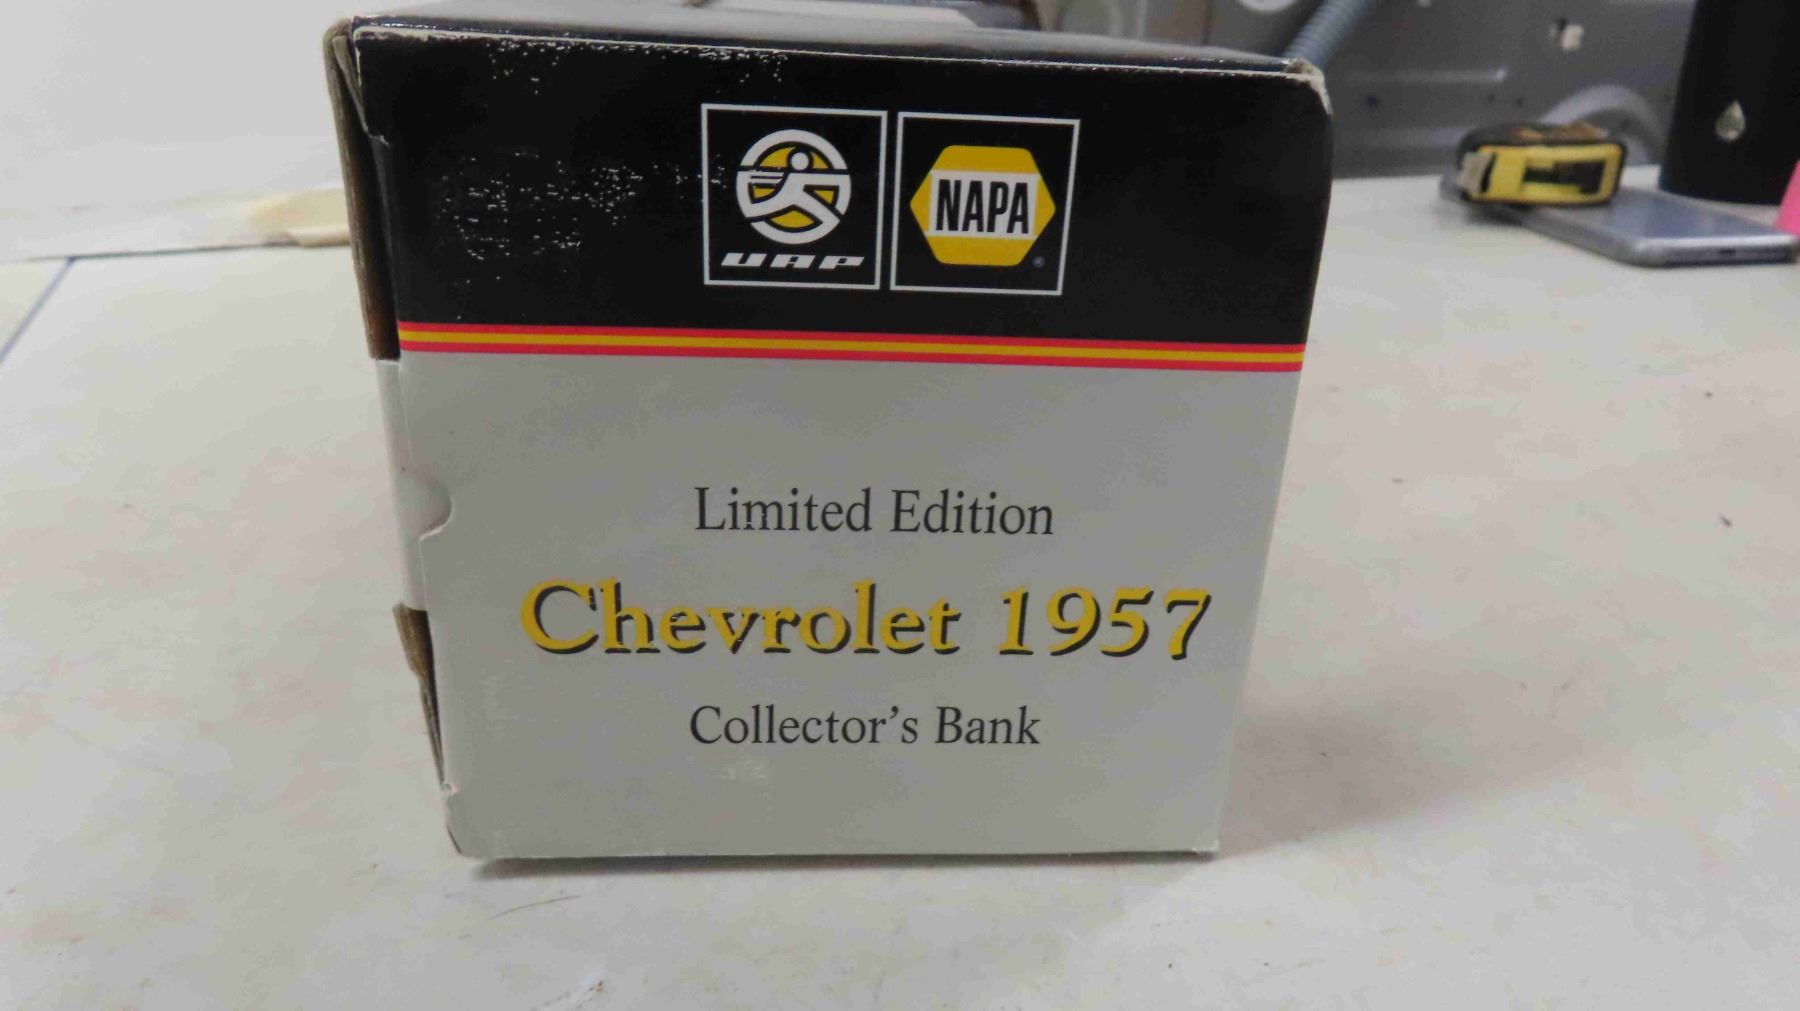 UAP
NAPA
Limited Edition
Chevrolet 1957
Collector's Bank